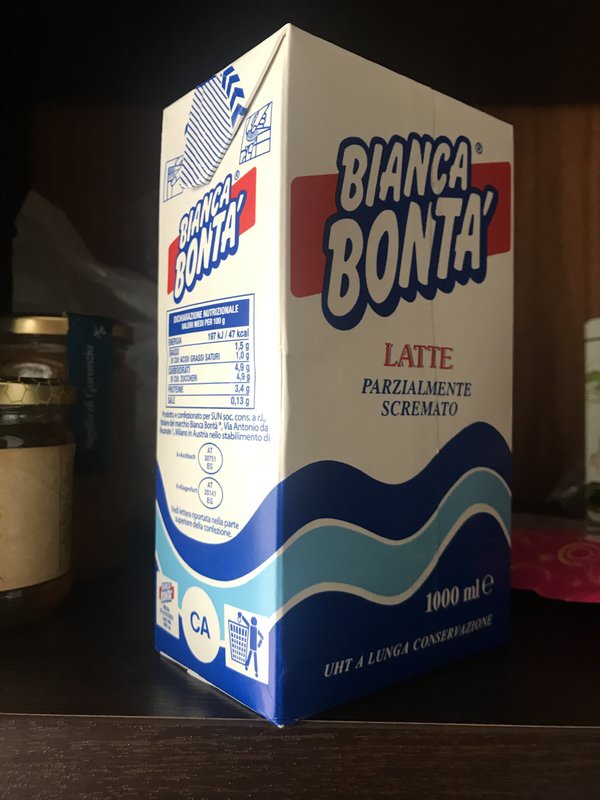 BIANCA
BONTA'
LATTE
PARZIALMENTE
SCREMATO
1000 ml e
UHT A LUNGA CONSERVAZIONE
BIANCA ®
BONTA'
DICHIARAZIONE NUTRIZIONALE
VALORI MEDI PER 100 g
ENERGIA 197 kJ / 47 kcal
GRASSI 1,5 g
DI CUI: ACIDI GRASSI SATURI 1,0 g
CARBOIDRATI 4,9 g
DI CUI: ZUCCHERI 4,9 g
PROTEINE 3,4 g
SALE 0,13 g
Prodotto e confezionato per SUN soc. cons. a r.l.,
titolare del marchio Bianca Bontà ®, Via Antonio da
Recanate 1, Milano in Austria nello stabilimento di
AT
30751
EG
AT
20141
EG
Vedi lettera riportata nella parte
superiore della confezione.
CA